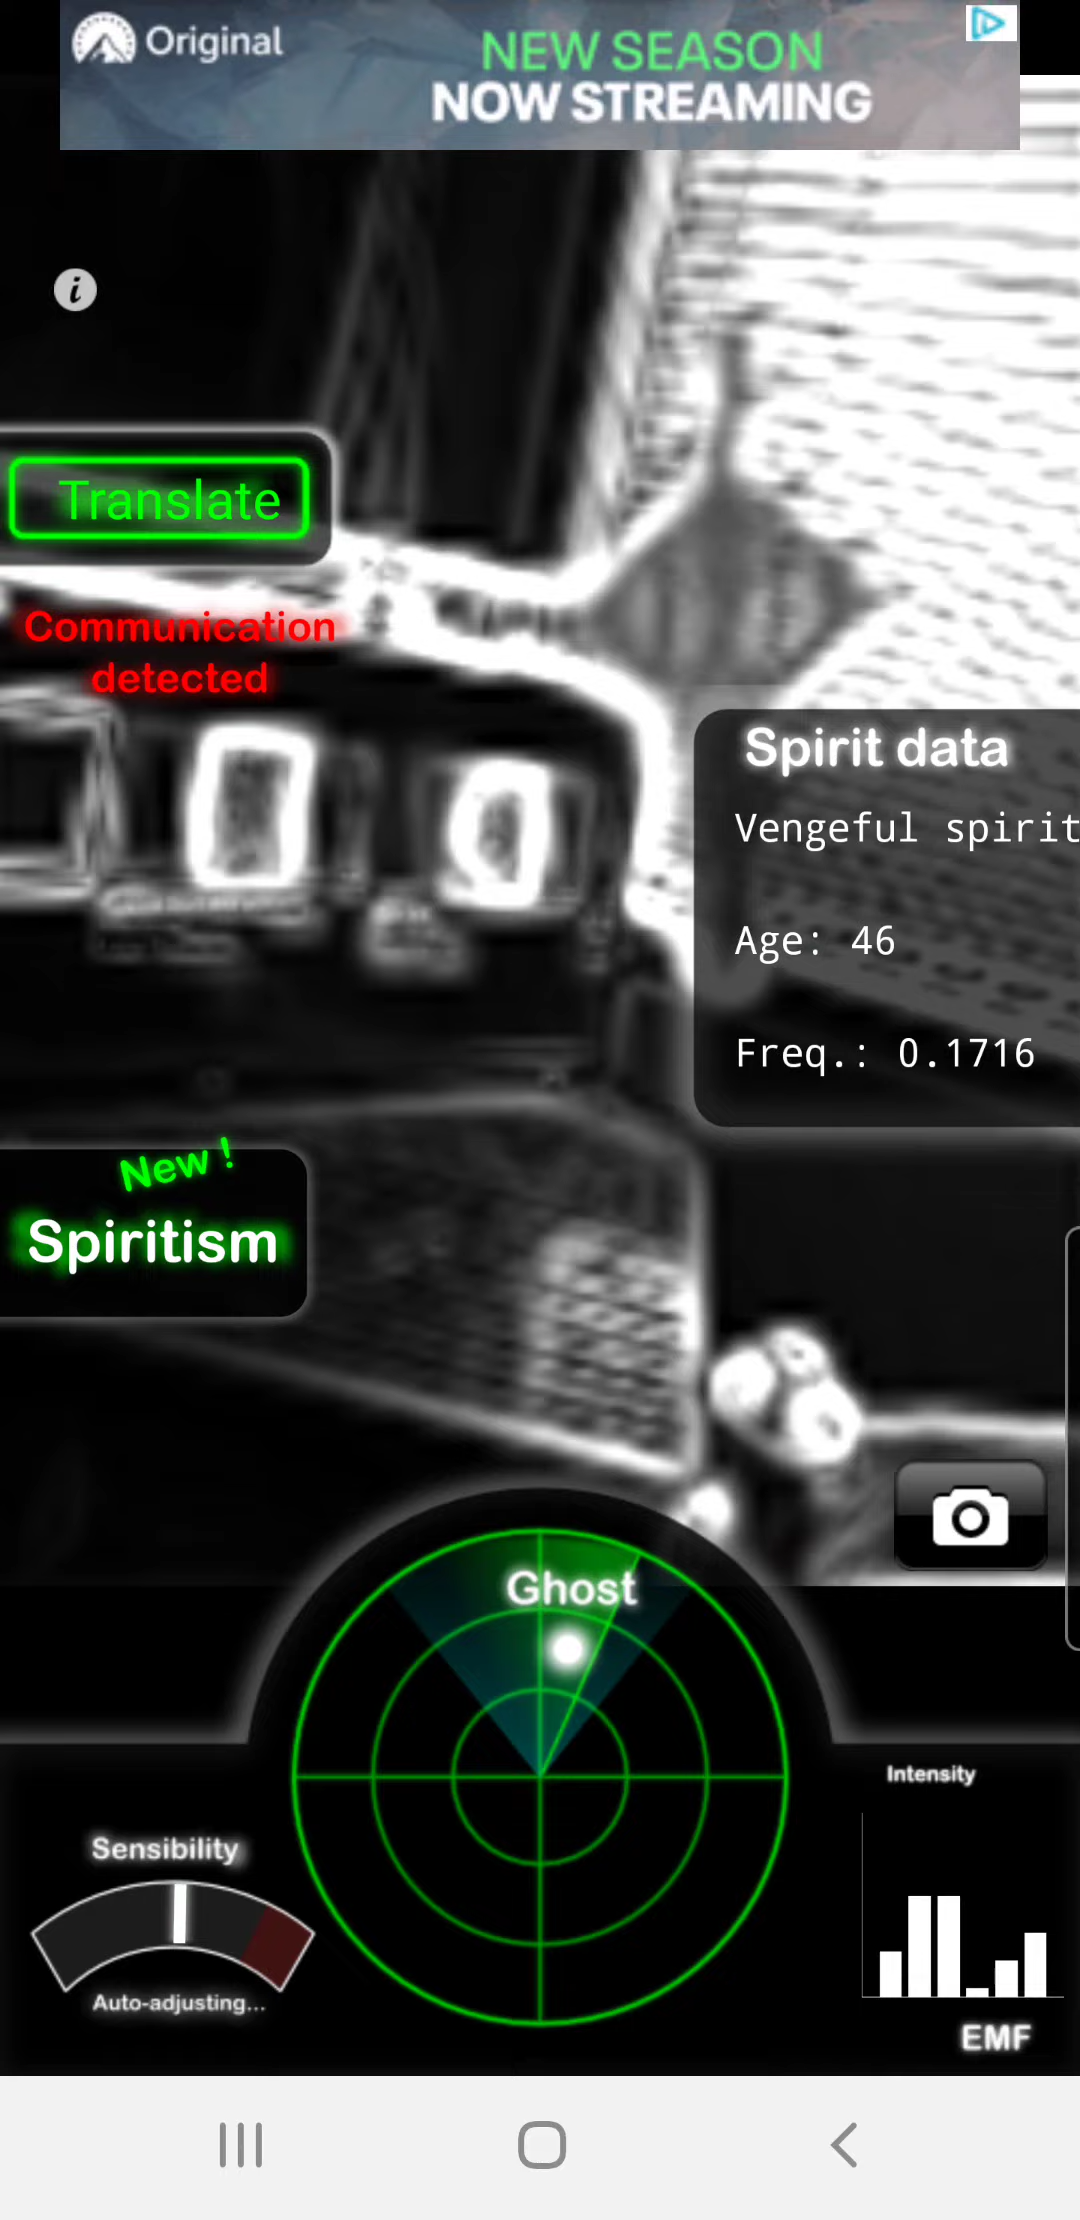 Original
NEW SEASON
NOW STREAMING
i
Translate
Communication
detected
Spirit data
Vengeful spirit
Age: 46
Freq.: 0.1716
New !
Spiritism
Ghost
Intensity
Sensibility
Auto-adjusting...
EMF